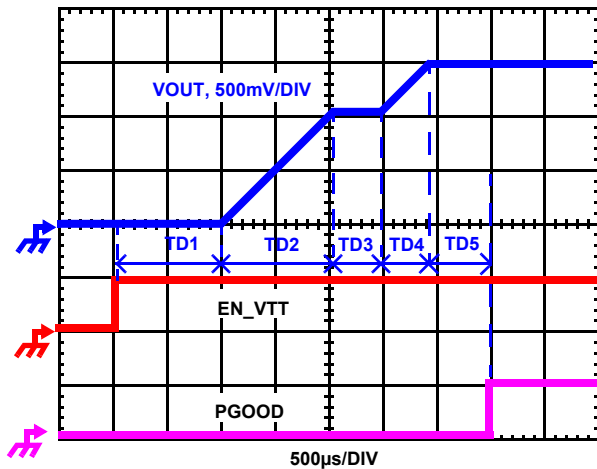 VOUT, 500mV/DIV
TD1 TD2 TD3 TD4 TD5
EN_VTT
PGOOD
500µs/DIV